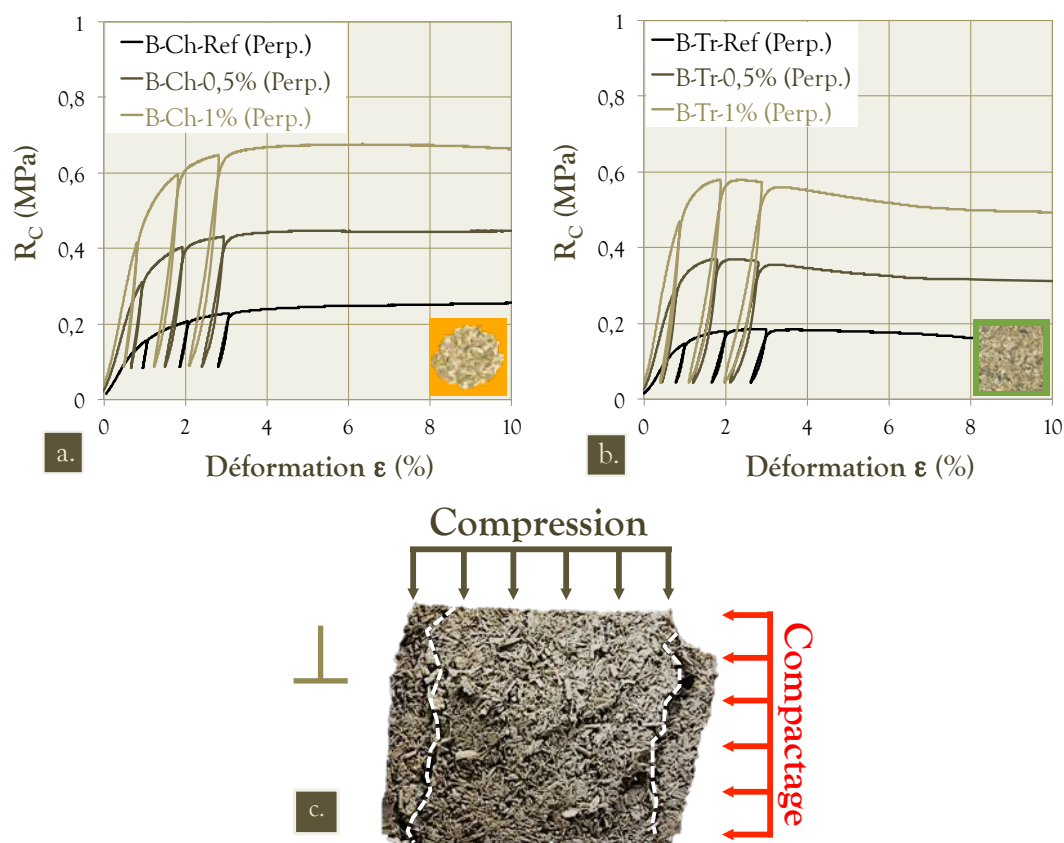 1
0,8
0,6
0,4
0,2
0
R_C (MPa)
B-Ch-Ref (Perp.)
B-Ch-0,5% (Perp.)
B-Ch-1% (Perp.)
0 2 4 6 8 10
Déformation ε (%)
a.
1
0,8
0,6
0,4
0,2
0
R_C (MPa)
B-Tr-Ref (Perp.)
B-Tr-0,5% (Perp.)
B-Tr-1% (Perp.)
0 2 4 6 8 10
Déformation ε (%)
b.
Compression
Compactage
c.